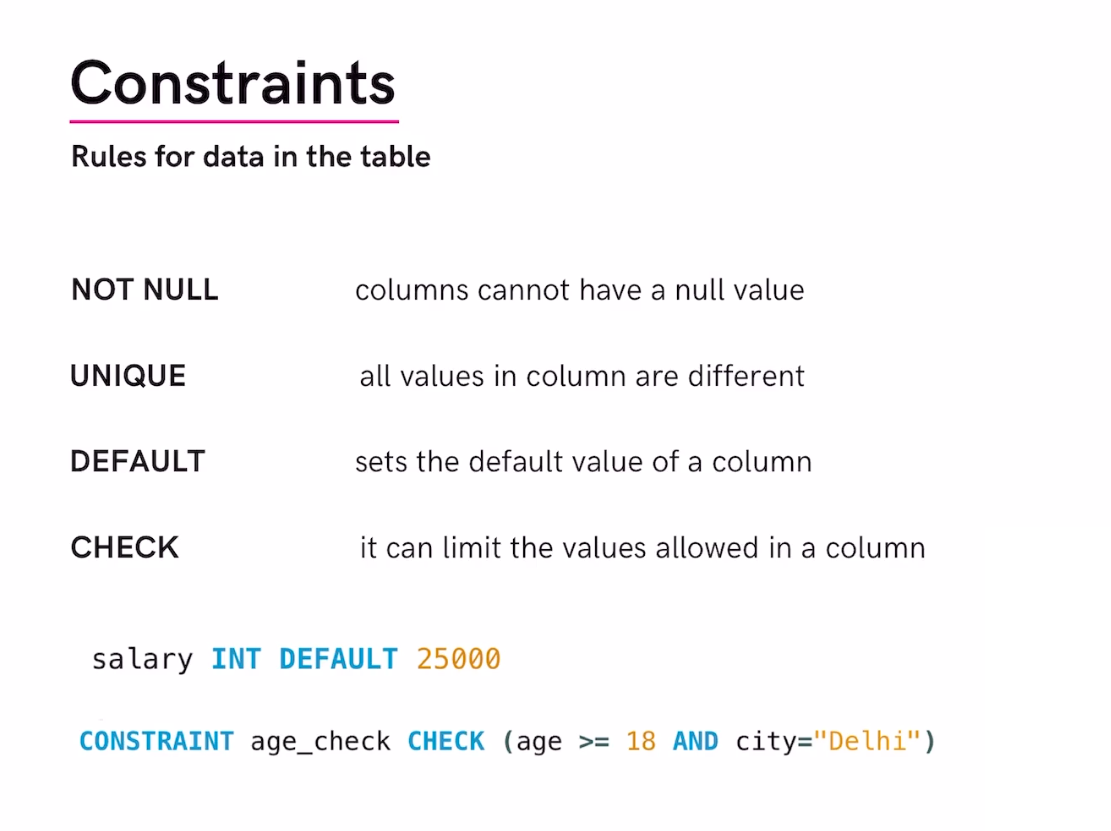 Constraints
Rules for data in the table
NOT NULL columns cannot have a null value
UNIQUE all values in column are different
DEFAULT sets the default value of a column
CHECK it can limit the values allowed in a column
salary INT DEFAULT 25000
CONSTRAINT age_check CHECK (age >= 18 AND city="Delhi")